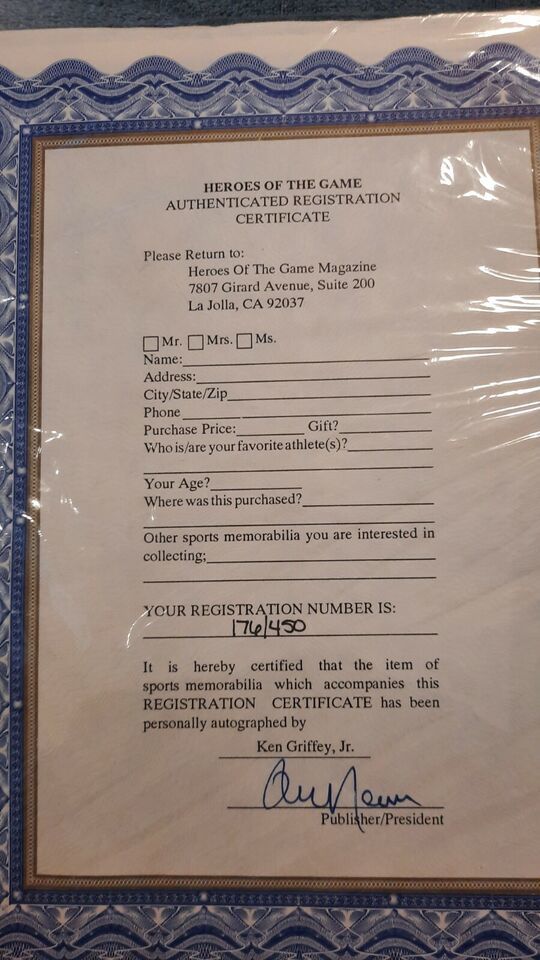 HEROES OF THE GAME
AUTHENTICATED REGISTRATION
CERTIFICATE
Please Return to:
Heroes Of The Game Magazine
7807 Girard Avenue, Suite 200
La Jolla, CA 92037
Mr. Mrs. Ms.
Name:
Address:
City/State/Zip
Phone
Purchase Price: Gift?
Who is/are your favorite athlete(s)?
Your Age?
Where was this purchased?
Other sports memorabilia you are interested in
collecting;
YOUR REGISTRATION NUMBER IS:
176/450
It is hereby certified that the item of
sports memorabilia which accompanies this
REGISTRATION CERTIFICATE has been
personally autographed by
Ken Griffey, Jr.
Publisher/President